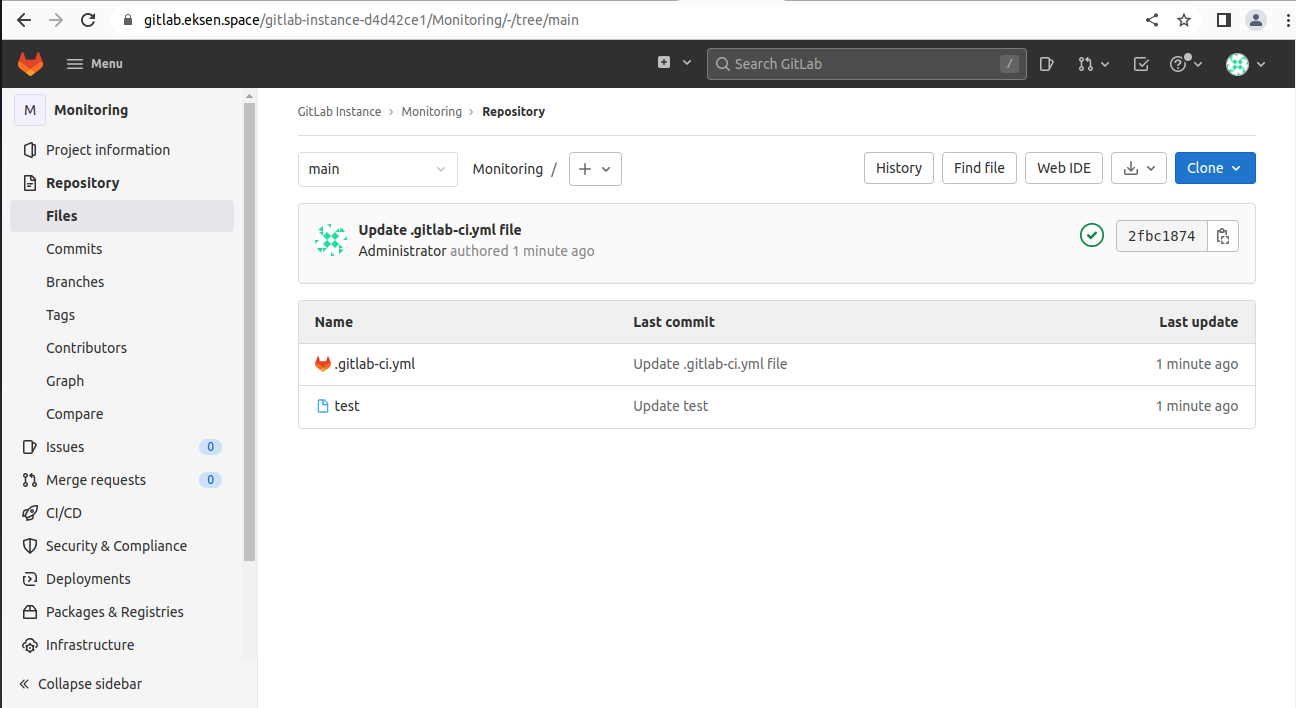 gitlab.eksen.space/gitlab-instance-d4d42ce1/Monitoring/-/tree/main
Menu
Search GitLab /
M Monitoring
Project information
Repository
Files
Commits
Branches
Tags
Contributors
Graph
Compare
Issues 0
Merge requests 0
CI/CD
Security & Compliance
Deployments
Packages & Registries
Infrastructure
Collapse sidebar
GitLab Instance › Monitoring › Repository
main Monitoring / + History Find file Web IDE Clone
Update .gitlab-ci.yml file
Administrator authored 1 minute ago
2fbc1874
Name Last commit Last update
.gitlab-ci.yml Update .gitlab-ci.yml file 1 minute ago
test Update test 1 minute ago